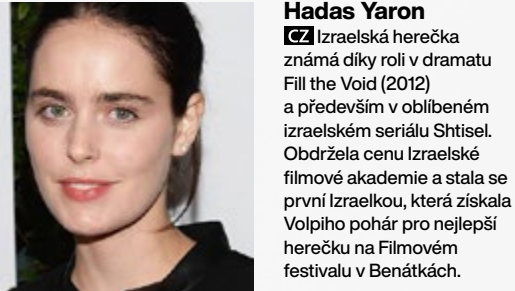 Hadas Yaron
CZ Izraelská herečka
známá díky roli v dramatu
Fill the Void (2012)
a především v oblíbeném
izraelském seriálu Shtisel.
Obdržela cenu Izraelské
filmové akademie a stala se
první Izraelkou, která získala
Volpiho pohár pro nejlepší
herečku na Filmovém
festivalu v Benátkách.